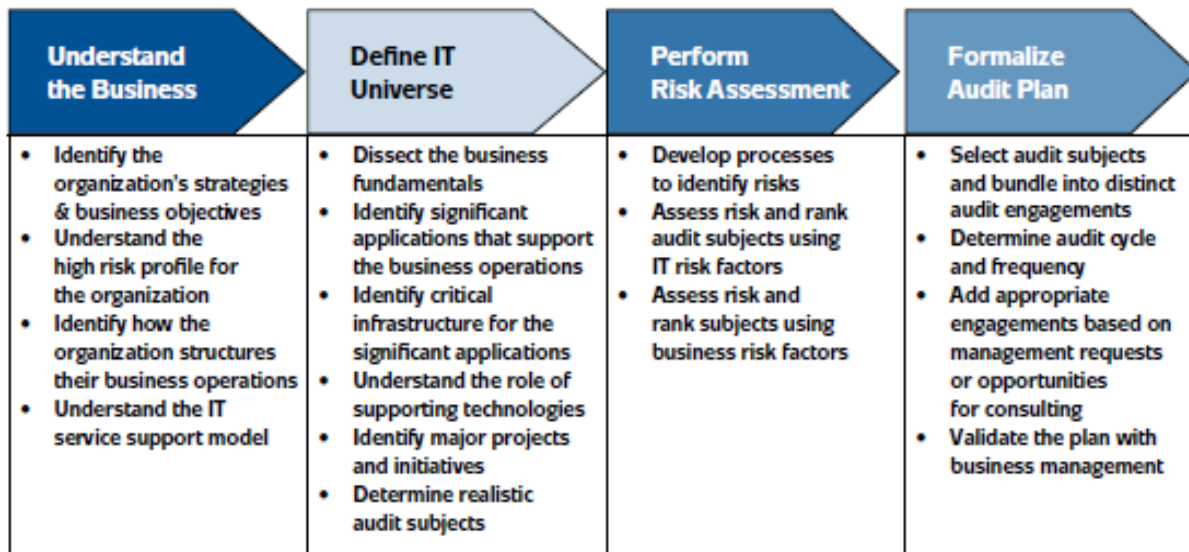 Understand
the Business
Define IT
Universe
Perform
Risk Assessment
Formalize
Audit Plan
• Identify the
organization's strategies
& business objectives
• Understand the
high risk profile for
the organization
• Identify how the
organization structures
their business operations
• Understand the IT
service support model
• Dissect the business
fundamentals
• Identify significant
applications that support
the business operations
• Identify critical
infrastructure for the
significant applications
• Understand the role of
supporting technologies
• Identify major projects
and initiatives
• Determine realistic
audit subjects
• Develop processes
to identify risks
• Assess risk and rank
audit subjects using
IT risk factors
• Assess risk and
rank subjects using
business risk factors
• Select audit subjects
and bundle into distinct
audit engagements
• Determine audit cycle
and frequency
• Add appropriate
engagements based on
management requests
or opportunities
for consulting
• Validate the plan with
business management